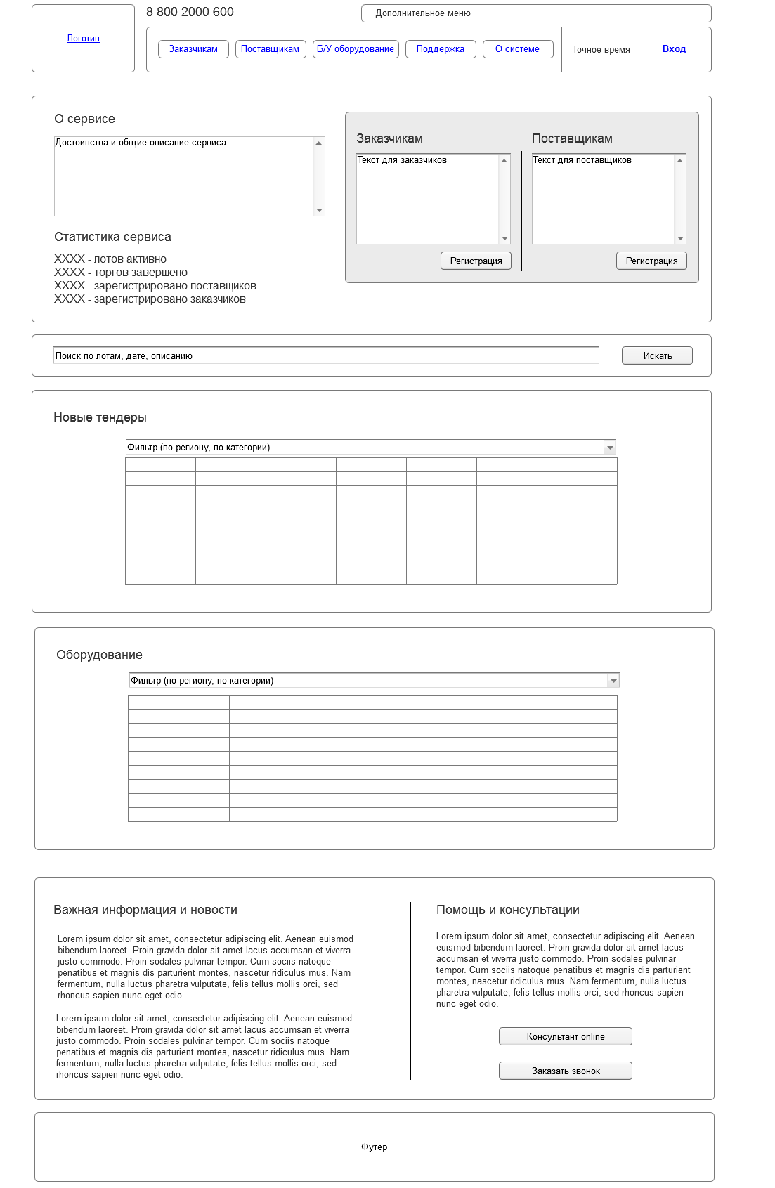 8 800 2000 600
Дополнительное меню
Логотип
Заказчикам
Поставщикам
Б/У оборудование
Поддержка
О системе
Точное время
Вход
О сервисе
Достоинства и общие описание сервиса
Статистика сервиса
XXXX - лотов активно
XXXX - торгов завершено
XXXX - зарегистрировано поставщиков
XXXX - зарегистрировано заказчиков
Заказчикам
Текст для заказчиков
Регистрация
Поставщикам
Текст для поставщиков
Регистрация
Поиск по лотам, дате, описанию
Искать
Новые тендеры
Фильтр (по региону, по категории)
Оборудование
Фильтр (по региону, по категории)
Важная информация и новости
Lorem ipsum dolor sit amet, consectetur adipiscing elit. Aenean euismod
bibendum laoreet. Proin gravida dolor sit amet lacus accumsan et viverra
justo commodo. Proin sodales pulvinar tempor. Cum sociis natoque
penatibus et magnis dis parturient montes, nascetur ridiculus mus. Nam
fermentum, nulla luctus pharetra vulputate, felis tellus mollis orci, sed
rhoncus sapien nunc eget odio.
Lorem ipsum dolor sit amet, consectetur adipiscing elit. Aenean euismod
bibendum laoreet. Proin gravida dolor sit amet lacus accumsan et viverra
justo commodo. Proin sodales pulvinar tempor. Cum sociis natoque
penatibus et magnis dis parturient montes, nascetur ridiculus mus. Nam
fermentum, nulla luctus pharetra vulputate, felis tellus mollis orci, sed
rhoncus sapien nunc eget odio.
Помощь и консультации
Lorem ipsum dolor sit amet, consectetur adipiscing elit. Aenean
euismod bibendum laoreet. Proin gravida dolor sit amet lacus
accumsan et viverra justo commodo. Proin sodales pulvinar
tempor. Cum sociis natoque penatibus et magnis dis parturient
montes, nascetur ridiculus mus. Nam fermentum, nulla luctus
pharetra vulputate, felis tellus mollis orci, sed rhoncus sapien
nunc eget odio.
Консультант online
Заказать звонок
Футер